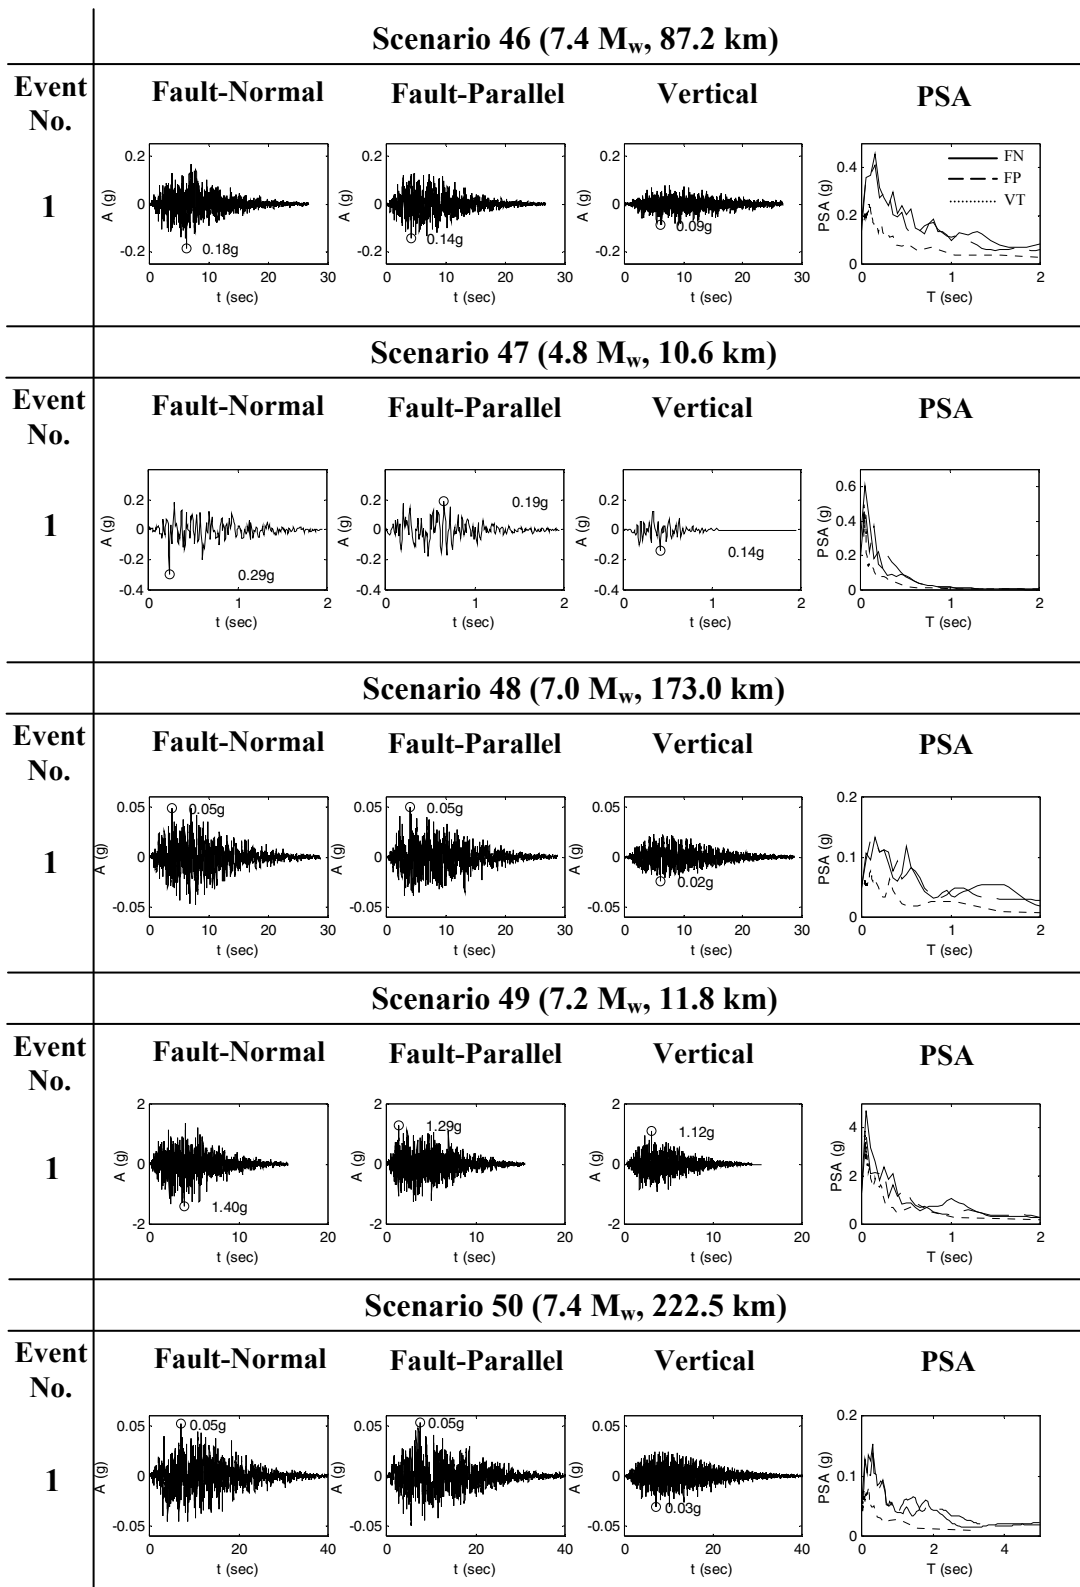 Scenario 46 (7.4 Mw, 87.2 km)
Event No.
Fault-Normal Fault-Parallel Vertical PSA
1
0.2 0 -0.2 A (g) 0.18g 0 10 20 30 t (sec)
0.2 0 -0.2 A (g) 0.14g 0 10 20 30 t (sec)
0.2 0 -0.2 A (g) 0.09g 0 10 20 30 t (sec)
0.4 0.2 0 PSA (g) FN FP VT 0 1 2 T (sec)
Scenario 47 (4.8 Mw, 10.6 km)
Event No.
Fault-Normal Fault-Parallel Vertical PSA
1
0.2 0 -0.2 -0.4 A (g) 0.29g 0 1 2 t (sec)
0.2 0 -0.2 -0.4 A (g) 0.19g 0 1 2 t (sec)
0.2 0 -0.2 -0.4 A (g) 0.14g 0 1 2 t (sec)
0.6 0.4 0.2 0 PSA (g) 0 1 2 T (sec)
Scenario 48 (7.0 Mw, 173.0 km)
Event No.
Fault-Normal Fault-Parallel Vertical PSA
1
0.05 0 -0.05 A (g) 0.05g 0 10 20 30 t (sec)
0.05 0 -0.05 A (g) 0.05g 0 10 20 30 t (sec)
0.05 0 -0.05 A (g) 0.02g 0 10 20 30 t (sec)
0.2 0.1 0 PSA (g) 0 1 2 T (sec)
Scenario 49 (7.2 Mw, 11.8 km)
Event No.
Fault-Normal Fault-Parallel Vertical PSA
1
2 0 -2 A (g) 1.40g 0 10 20 t (sec)
2 0 -2 A (g) 1.29g 0 10 20 t (sec)
2 0 -2 A (g) 1.12g 0 10 20 t (sec)
4 2 0 PSA (g) 0 1 2 T (sec)
Scenario 50 (7.4 Mw, 222.5 km)
Event No.
Fault-Normal Fault-Parallel Vertical PSA
1
0.05 0 -0.05 A (g) 0.05g 0 20 40 t (sec)
0.05 0 -0.05 A (g) 0.05g 0 20 40 t (sec)
0.05 0 -0.05 A (g) 0.03g 0 20 40 t (sec)
0.2 0.1 0 PSA (g) 0 2 4 T (sec)